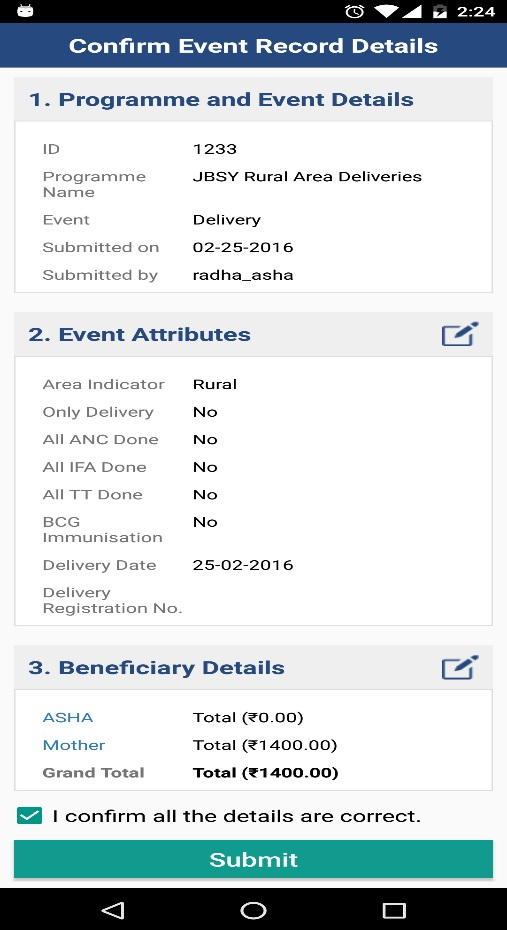 2:24
Confirm Event Record Details
1. Programme and Event Details
ID 1233
Programme JBSY Rural Area Deliveries
Name
Event Delivery
Submitted on 02-25-2016
Submitted by radha_asha
2. Event Attributes
Area Indicator Rural
Only Delivery No
All ANC Done No
All IFA Done No
All TT Done No
BCG No
Immunisation
Delivery Date 25-02-2016
Delivery
Registration No.
3. Beneficiary Details
ASHA Total (₹0.00)
Mother Total (₹1400.00)
Grand Total Total (₹1400.00)
I confirm all the details are correct.
Submit